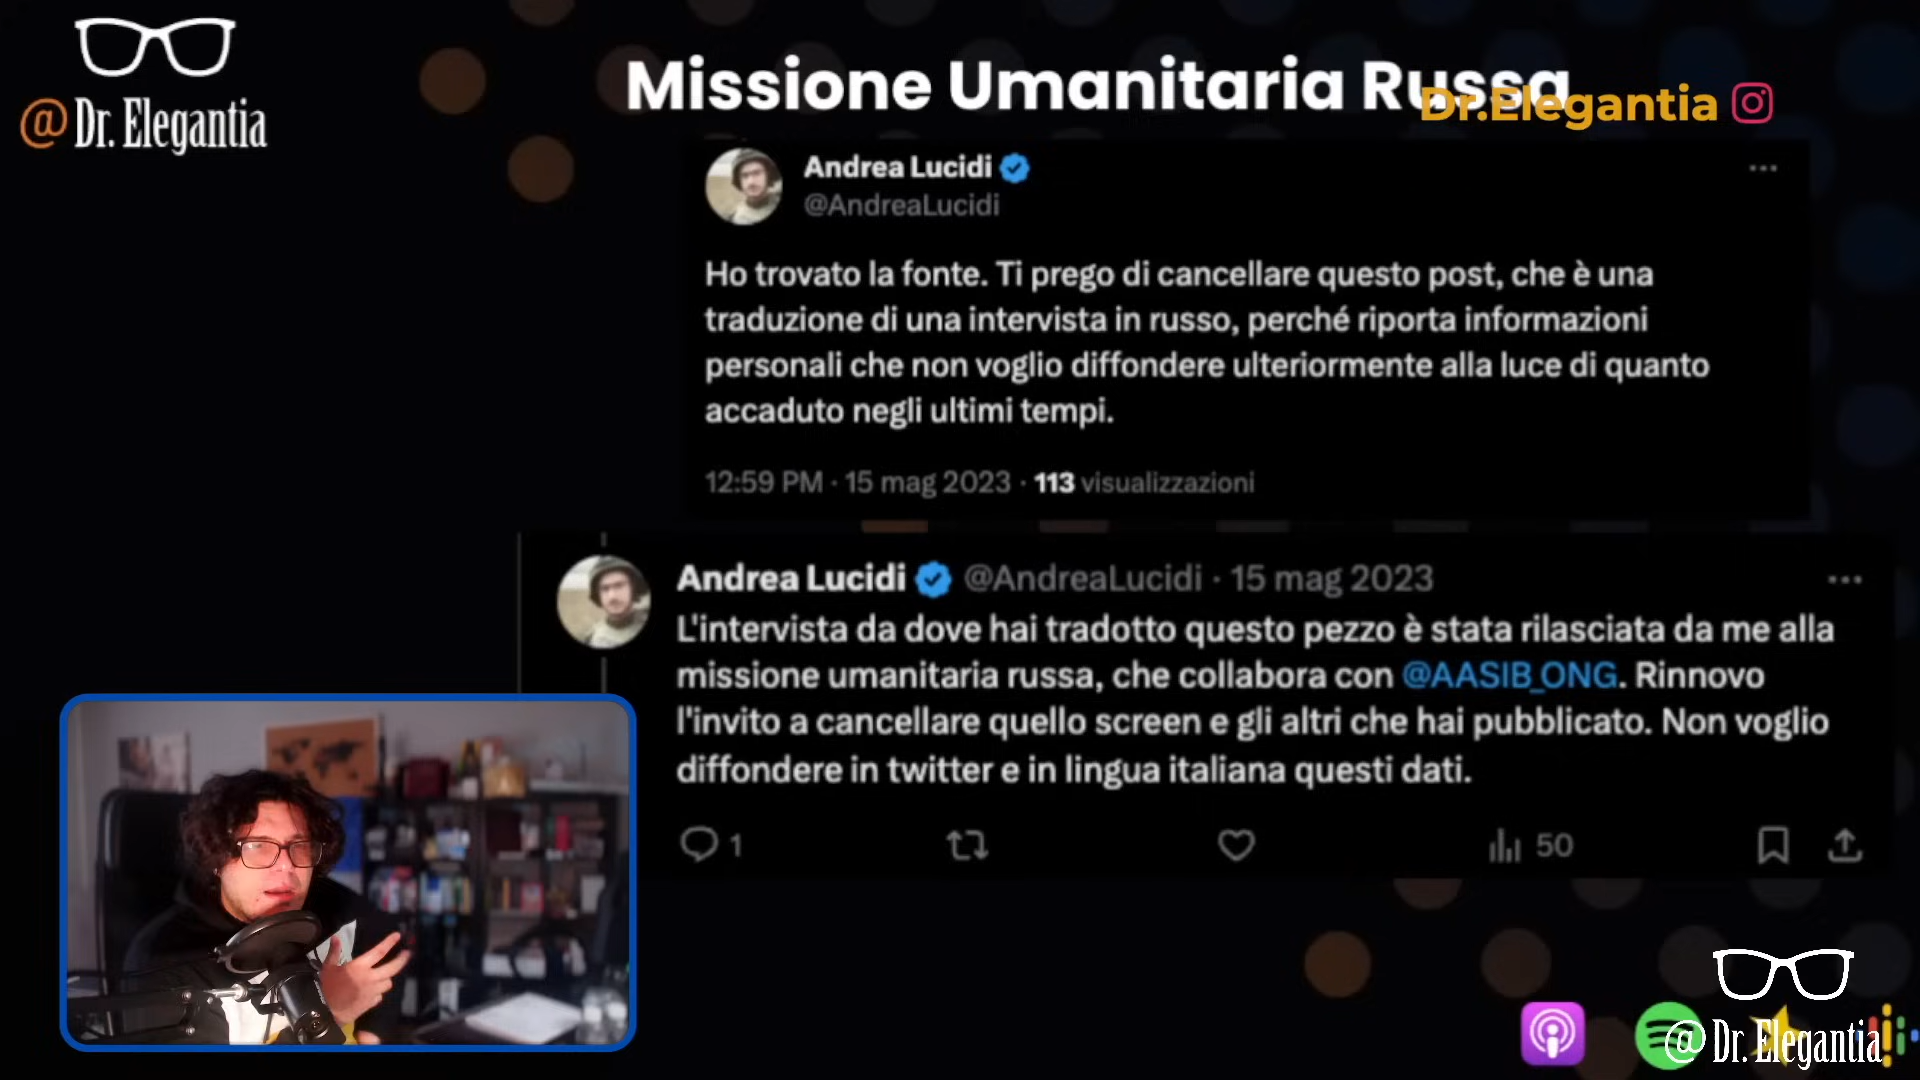 @Dr. Elegantia
Missione Umanitaria Russa
Dr.Elegantia
Andrea Lucidi
@AndreaLucidi
Ho trovato la fonte. Ti prego di cancellare questo post, che è una
traduzione di una intervista in russo, perché riporta informazioni
personali che non voglio diffondere ulteriormente alla luce di quanto
accaduto negli ultimi tempi.
12:59 PM · 15 mag 2023 · 113 visualizzazioni
Andrea Lucidi @AndreaLucidi · 15 mag 2023
L'intervista da dove hai tradotto questo pezzo è stata rilasciata da me alla
missione umanitaria russa, che collabora con @AASIB_ONG. Rinnovo
l'invito a cancellare quello screen e gli altri che hai pubblicato. Non voglio
diffondere in twitter e in lingua italiana questi dati.
1 50
@Dr. Elegantia